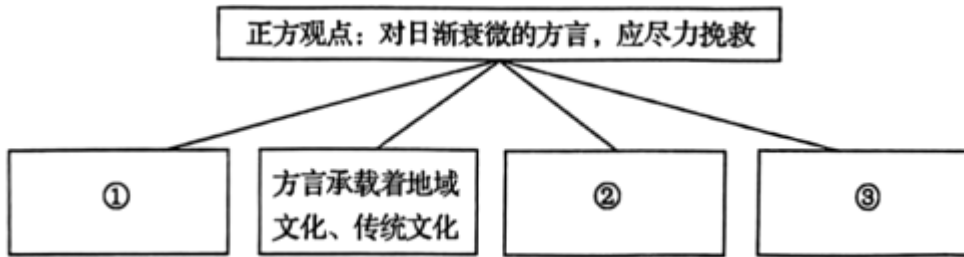 正方观点：对日渐衰微的方言，应尽力挽救
①
方言承载着地域
文化、传统文化
②
③